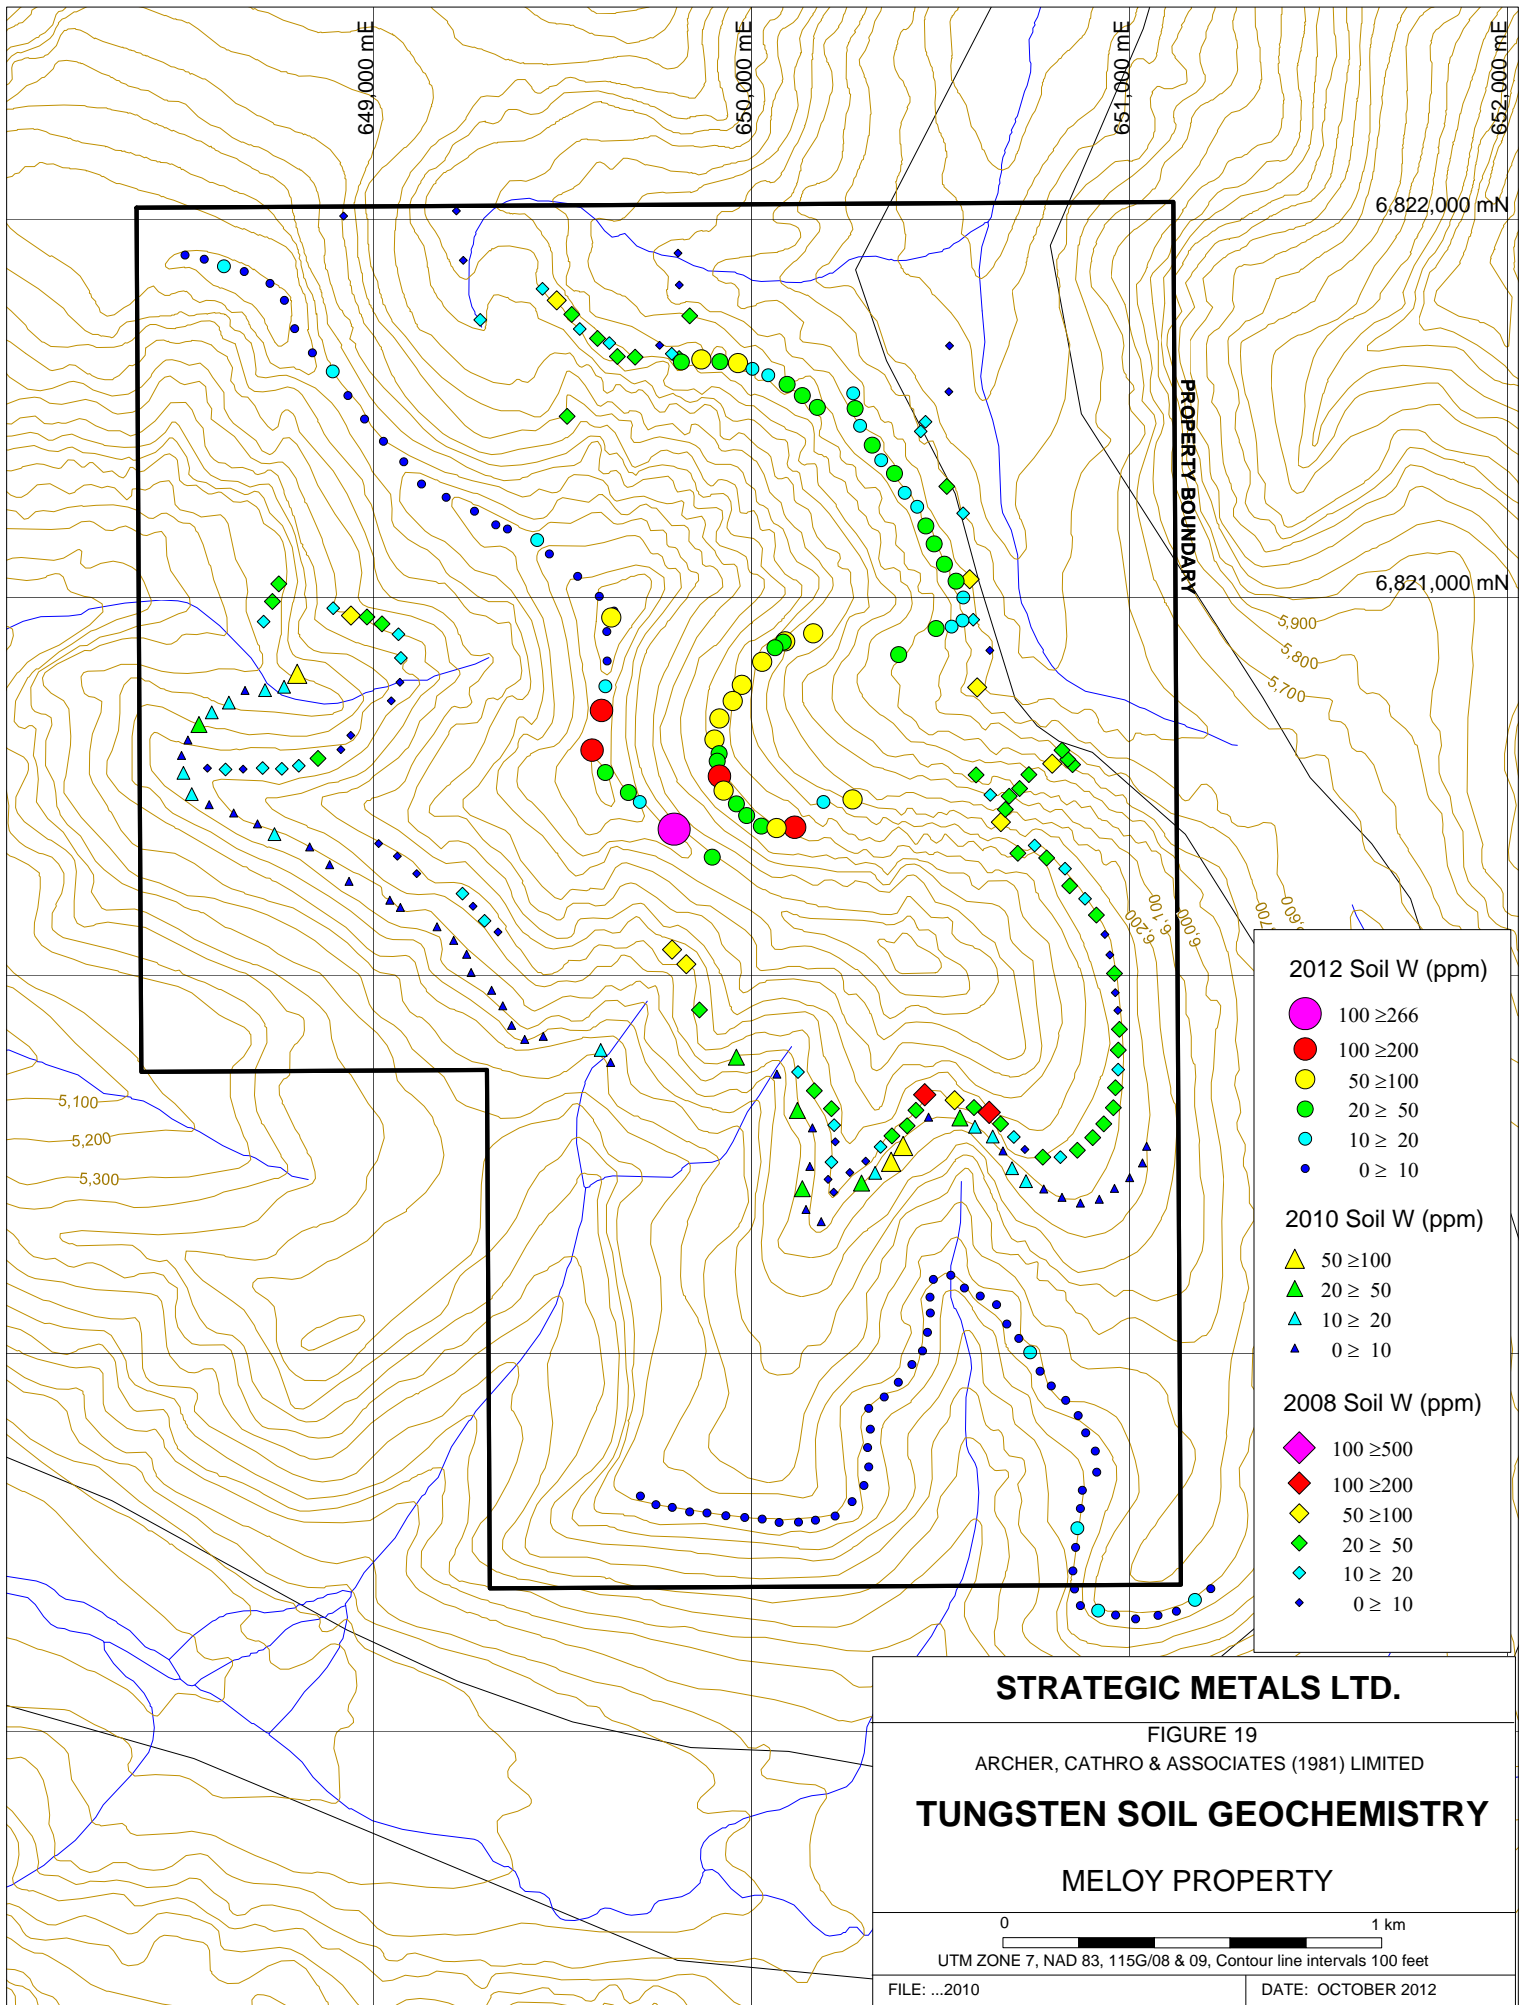 649,000 mE
650,000 mE
651,000 mE
652,000 mE
6,822,000 mN
PROPERTY BOUNDARY
6,821,000 mN
5,900
5,800
5,700
6,200
6,100
6,000
5,100
5,200
5,300
2012 Soil W (ppm)
100 ≥266
100 ≥200
50 ≥100
20 ≥ 50
10 ≥ 20
0 ≥ 10
2010 Soil W (ppm)
50 ≥100
20 ≥ 50
10 ≥ 20
0 ≥ 10
2008 Soil W (ppm)
100 ≥500
100 ≥200
50 ≥100
20 ≥ 50
10 ≥ 20
0 ≥ 10
STRATEGIC METALS LTD.
FIGURE 19
ARCHER, CATHRO & ASSOCIATES (1981) LIMITED
TUNGSTEN SOIL GEOCHEMISTRY
MELOY PROPERTY
0 1 km
UTM ZONE 7, NAD 83, 115G/08 & 09, Contour line intervals 100 feet
FILE: ...2010 DATE: OCTOBER 2012